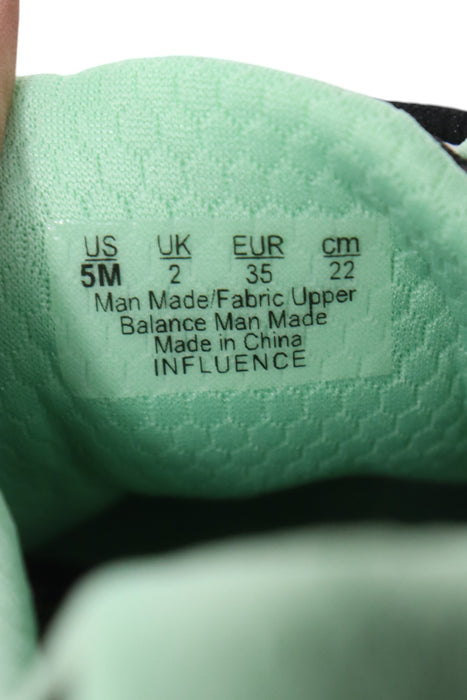 US UK EUR cm
5M 2 35 22
Man Made/Fabric Upper
Balance Man Made
Made in China
INFLUENCE